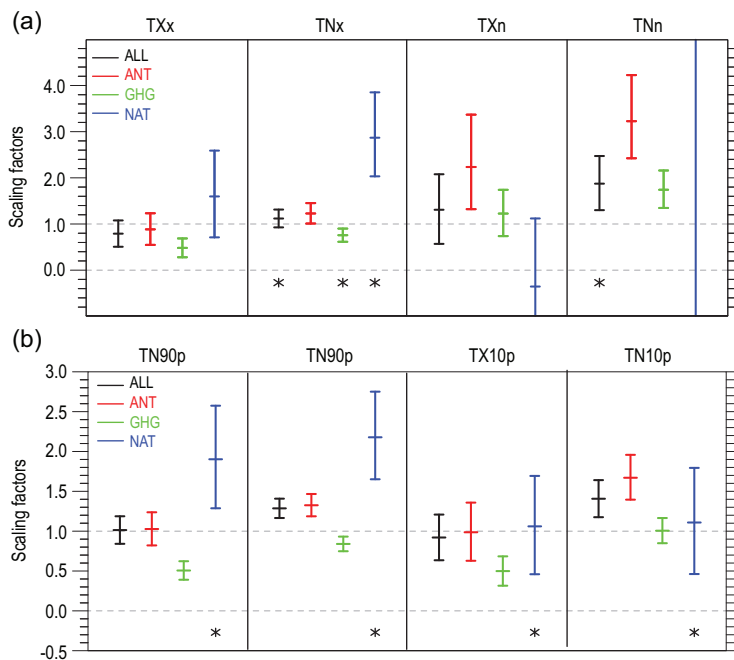 (a)
TXx TNx TXn TNn
ALL
ANT
GHG
NAT
4.0
3.0
2.0
1.0
0.0
Scaling factors
* * * *
(b)
TN90p TN90p TX10p TN10p
3.0
ALL
ANT
GHG
NAT
2.5
2.0
1.5
1.0
0.5
0.0
-0.5
Scaling factors
* * * *